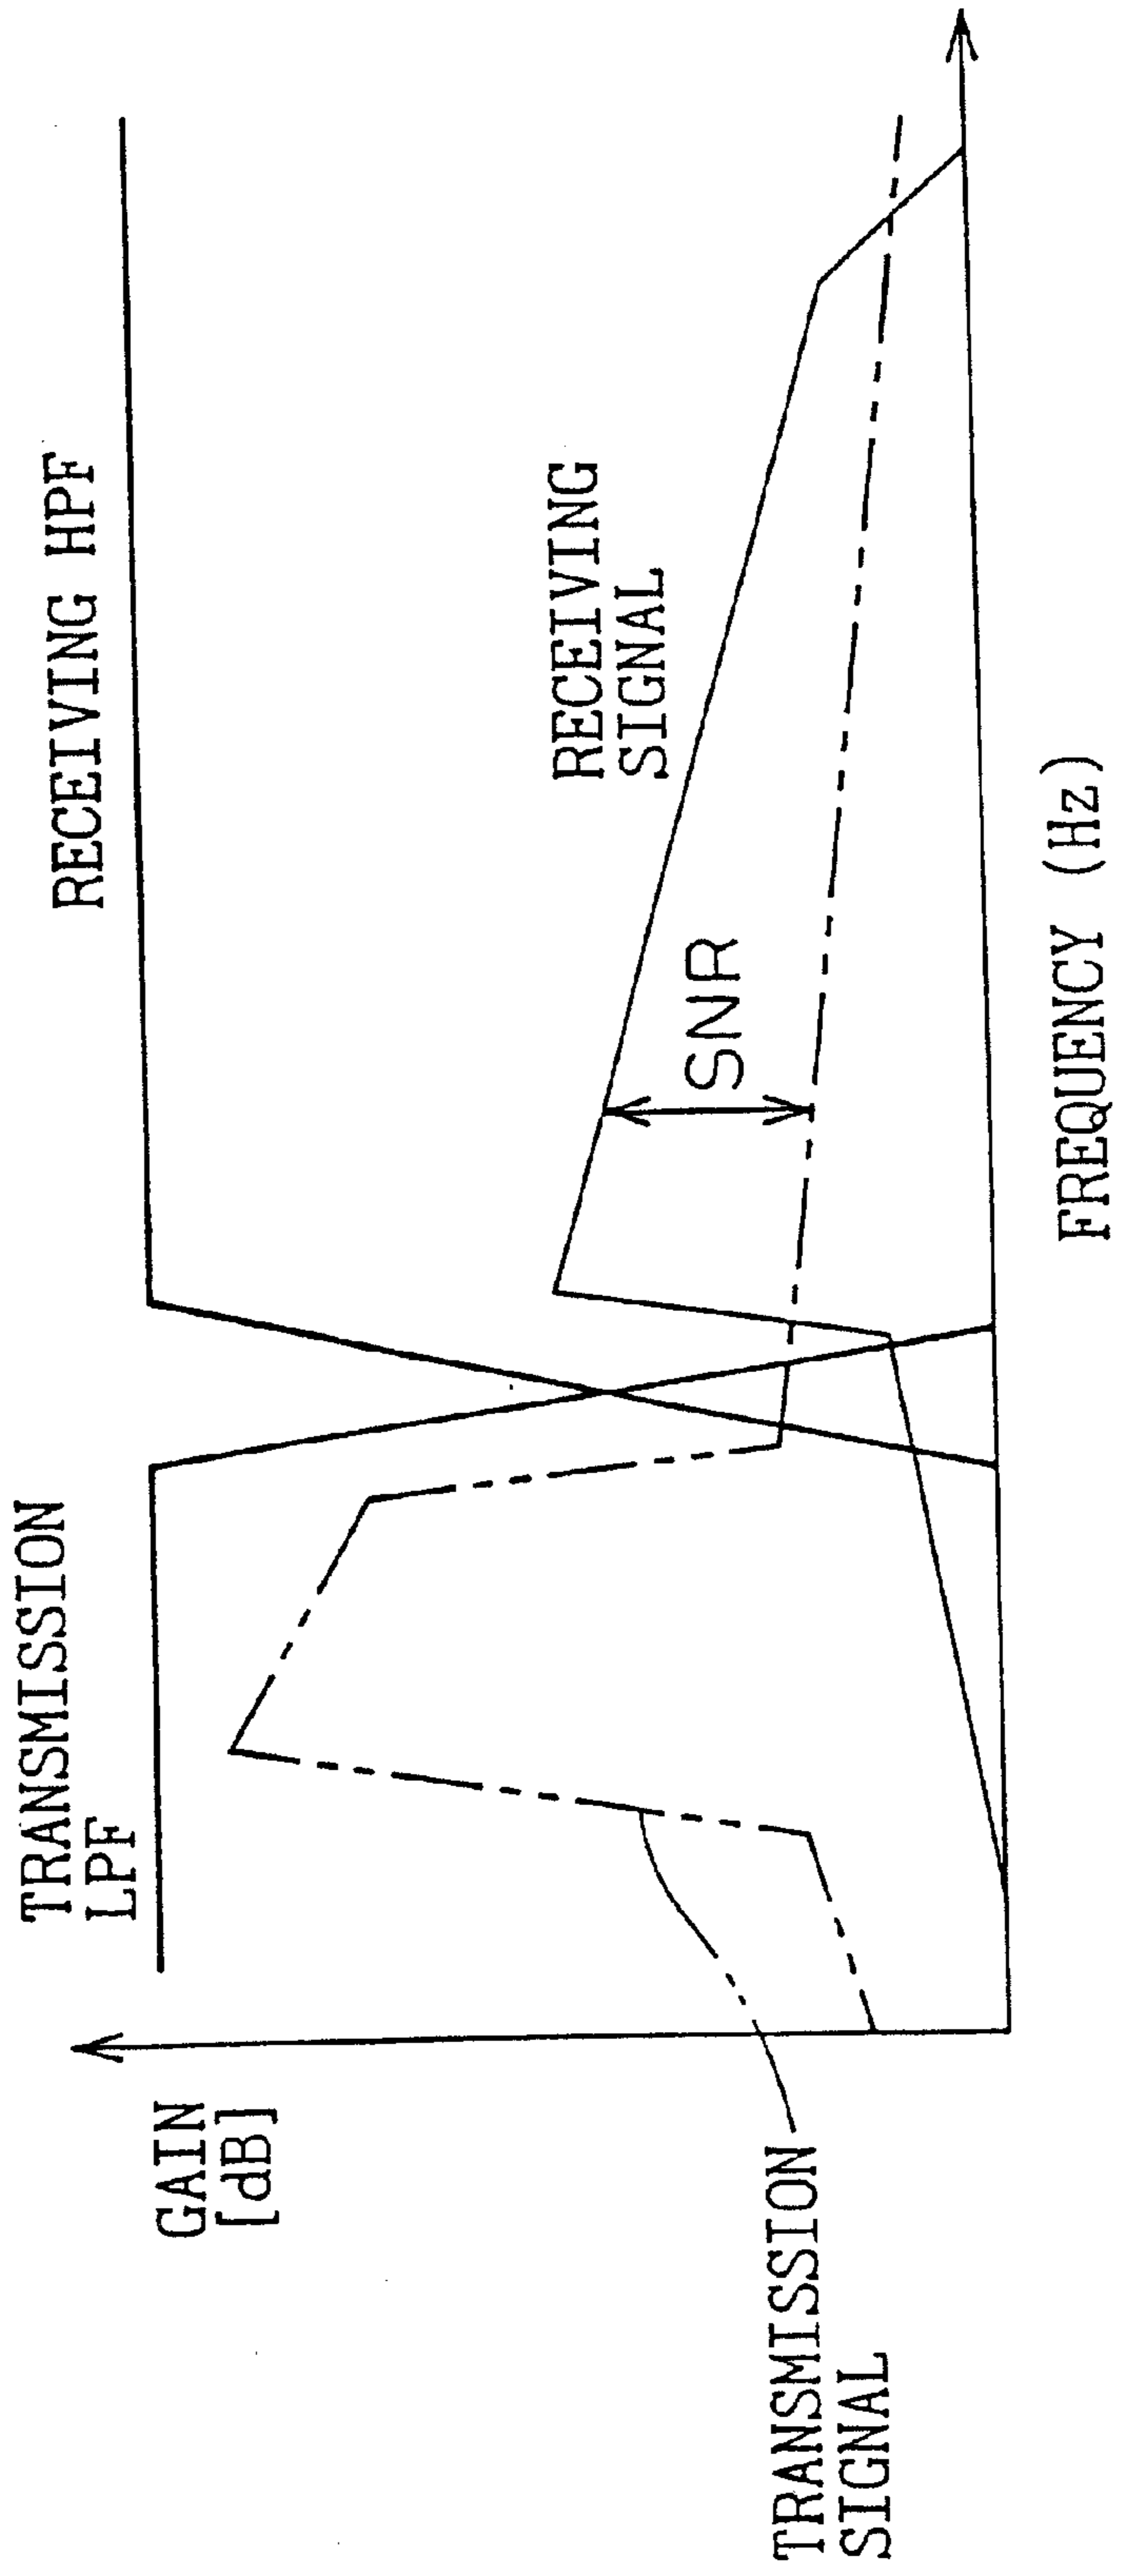 TRANSMISSION
LPF
RECEIVING HPF
GAIN
[dB]
RECEIVING
SIGNAL
SNR
TRANSMISSION
SIGNAL
FREQUENCY (Hz)